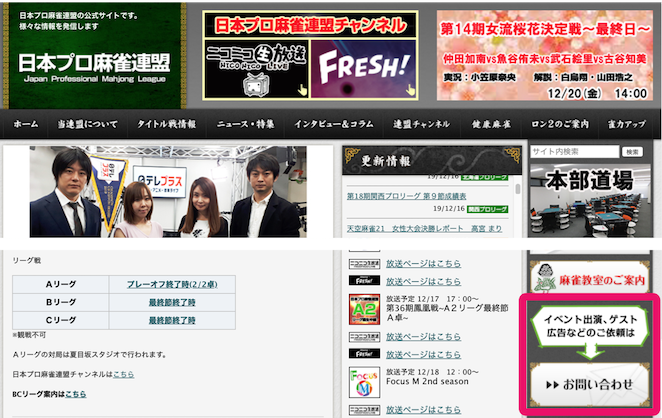 日本プロ麻雀連盟の公式サイトです。
様々な情報を発信します
日本プロ麻雀連盟
Japan Professional Mahjong League
日本プロ麻雀連盟チャンネル
ニコニコ生放送
NICO NICO LIVE
FRESH!
第14期女流桜花決定戦〜最終日〜
仲田加南vs魚谷侑未vs武石絵里vs古谷知美
実況：小笠原奈央 解説：白鳥翔・山田浩之
12/20(金) 14:00
ホーム 当連盟について タイトル戦情報 ニュース・特集 インタビュー&コラム 連盟チャンネル 健康麻雀 ロン2のご案内 雀力アップ
日テレプラス
更新情報
19/12/16
第18期関西プロリーグ 第９節成績表
19/12/16 関西プロリーグ
天空麻雀21 女性大会決勝レポート 高宮 まり
サイト内検索 検索
本部道場
リーグ戦
Ａリーグ プレーオフ終了時(2/2卓)
Ｂリーグ 最終節終了時
Ｃリーグ 最終節終了時
※観戦不可
Ａリーグの対局は夏目坂スタジオで行われます。
日本プロ麻雀連盟チャンネルはこちら
BCリーグ案内はこちら
放送ページはこちら
FRESH! 放送ページはこちら
放送予定 12/17 17：00〜
第36期鳳凰戦~A２リーグ最終節
Ａ卓~
A2
放送ページはこちら
FRESH! 放送ページはこちら
放送予定 12/18 12：00〜
Focus M 2nd season
放送ページはこちら
FRESH! 放送ページはこちら
麻雀教室のご案内
イベント出演、ゲスト
広告などのご依頼は
お問い合わせ